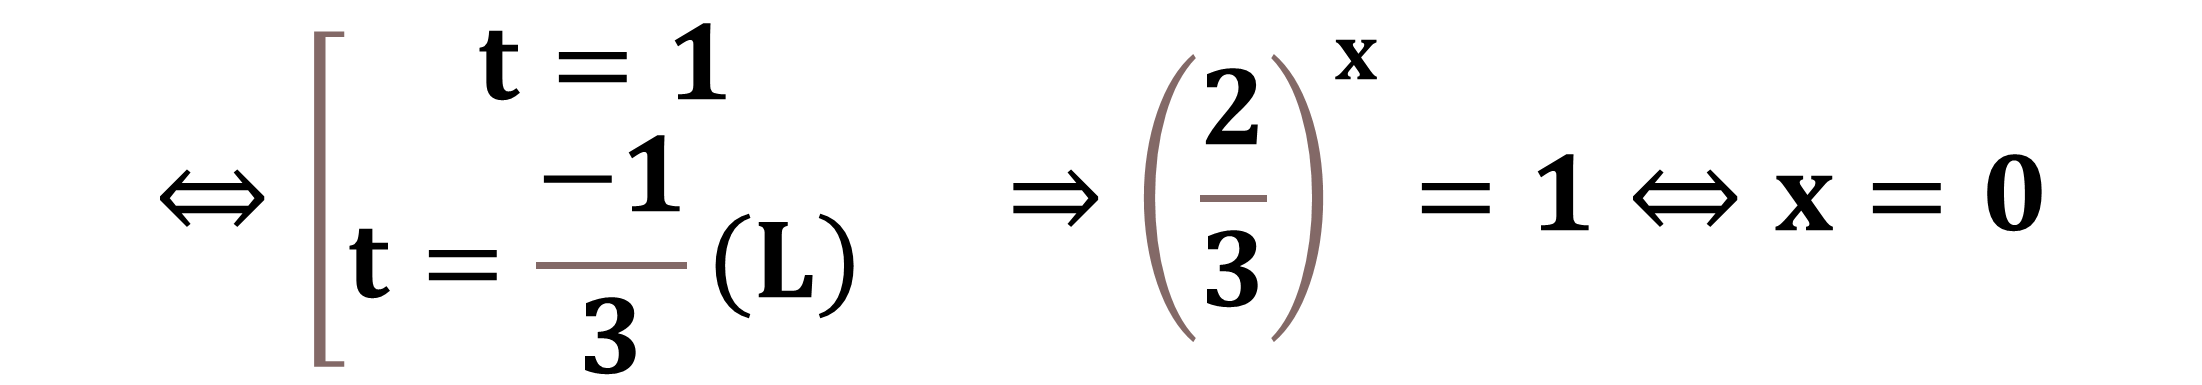 ⇔ [ t = 1
t = −1/3 (L) ⇒ (2/3)^x = 1 ⇔ x = 0